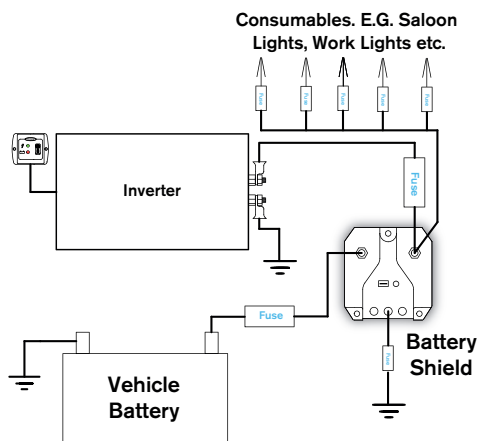 Consumables. E.G. Saloon
Lights, Work Lights etc.
Fuse
Fuse
Fuse
Fuse
Fuse
Inverter
Fuse
Fuse
Battery
Shield
Fuse
Vehicle
Battery